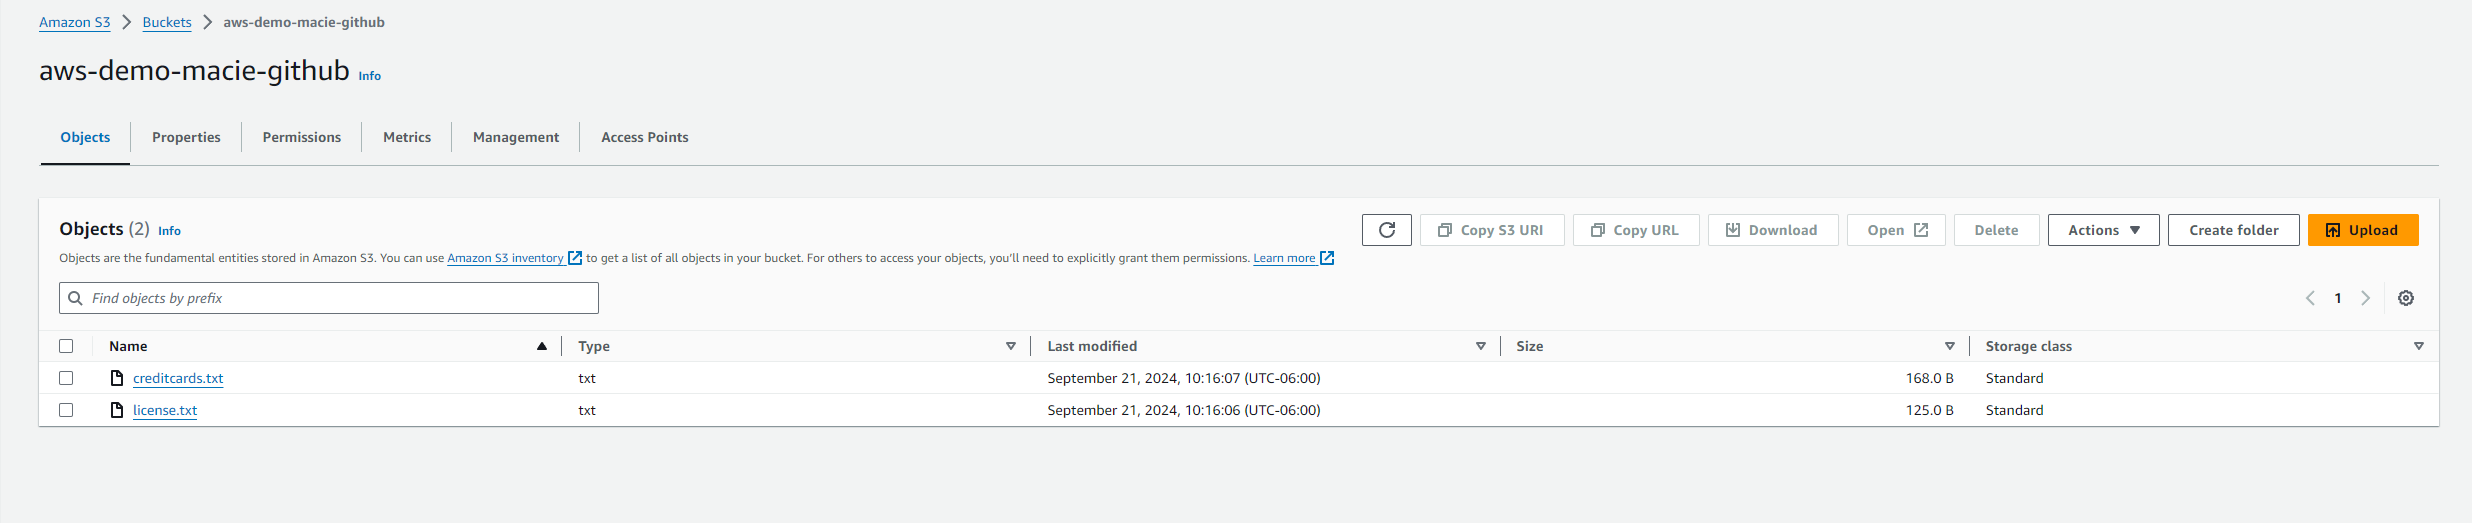 Amazon S3 > Buckets > aws-demo-macie-github
aws-demo-macie-github Info
Objects Properties Permissions Metrics Management Access Points
Objects (2) Info
Copy S3 URI Copy URL Download Open Delete Actions Create folder Upload
Objects are the fundamental entities stored in Amazon S3. You can use Amazon S3 inventory to get a list of all objects in your bucket. For others to access your objects, you'll need to explicitly grant them permissions. Learn more
Find objects by prefix
1
Name Type Last modified Size Storage class
creditcards.txt txt September 21, 2024, 10:16:07 (UTC-06:00) 168.0 B Standard
license.txt txt September 21, 2024, 10:16:06 (UTC-06:00) 125.0 B Standard